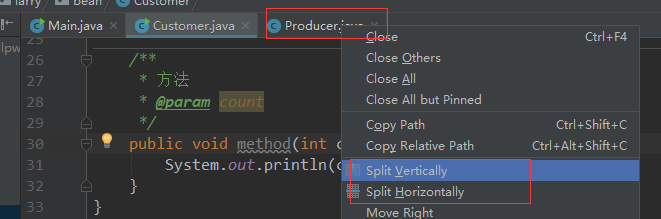 larry bean Customer
Main.java Customer.java Producer.java
lpw
25
26 /**
27 * 方法
28 * @param count
29 */
30 public void method(int c
31 System.out.println(c
32 }
33 }
Close Ctrl+F4
Close Others
Close All
Close All but Pinned
Copy Path Ctrl+Shift+C
Copy Relative Path Ctrl+Alt+Shift+C
Split Vertically
Split Horizontally
Move Right